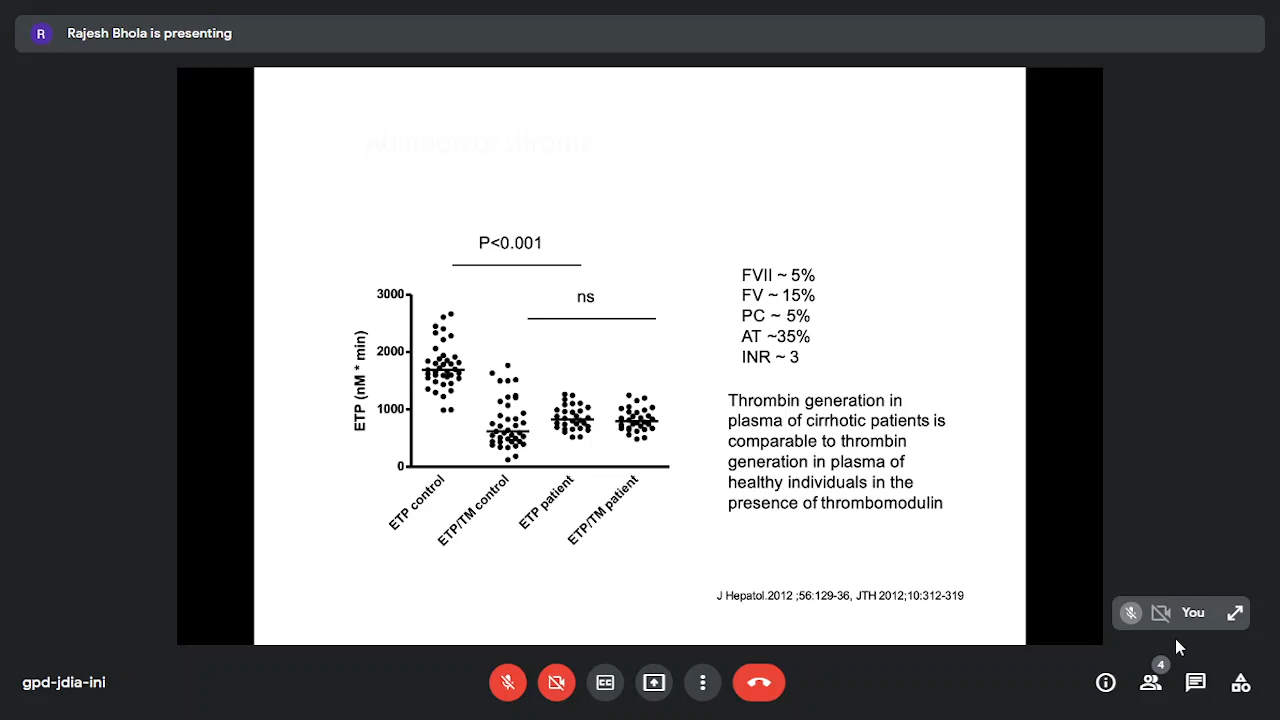 R
Rajesh Bhola is presenting
P<0.001
ns
3000
2000
1000
0
ETP (nM * min)
ETP control
ETP/TM control
ETP patient
ETP/TM patient
FVII ~ 5%
FV ~ 15%
PC ~ 5%
AT ~35%
INR ~ 3
Thrombin generation in
plasma of cirrhotic patients is
comparable to thrombin
generation in plasma of
healthy individuals in the
presence of thrombomodulin
J Hepatol.2012 ;56:129-36, JTH 2012;10:312-319
You
gpd-jdia-ini
CC
4